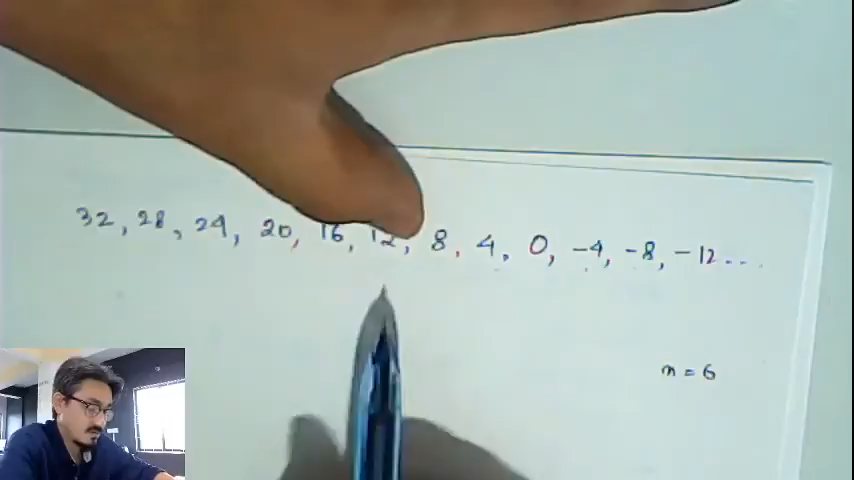 32, 28, 24, 20, 16, 12, 8, 4, 0, -4, -8, -12 ....
n = 6